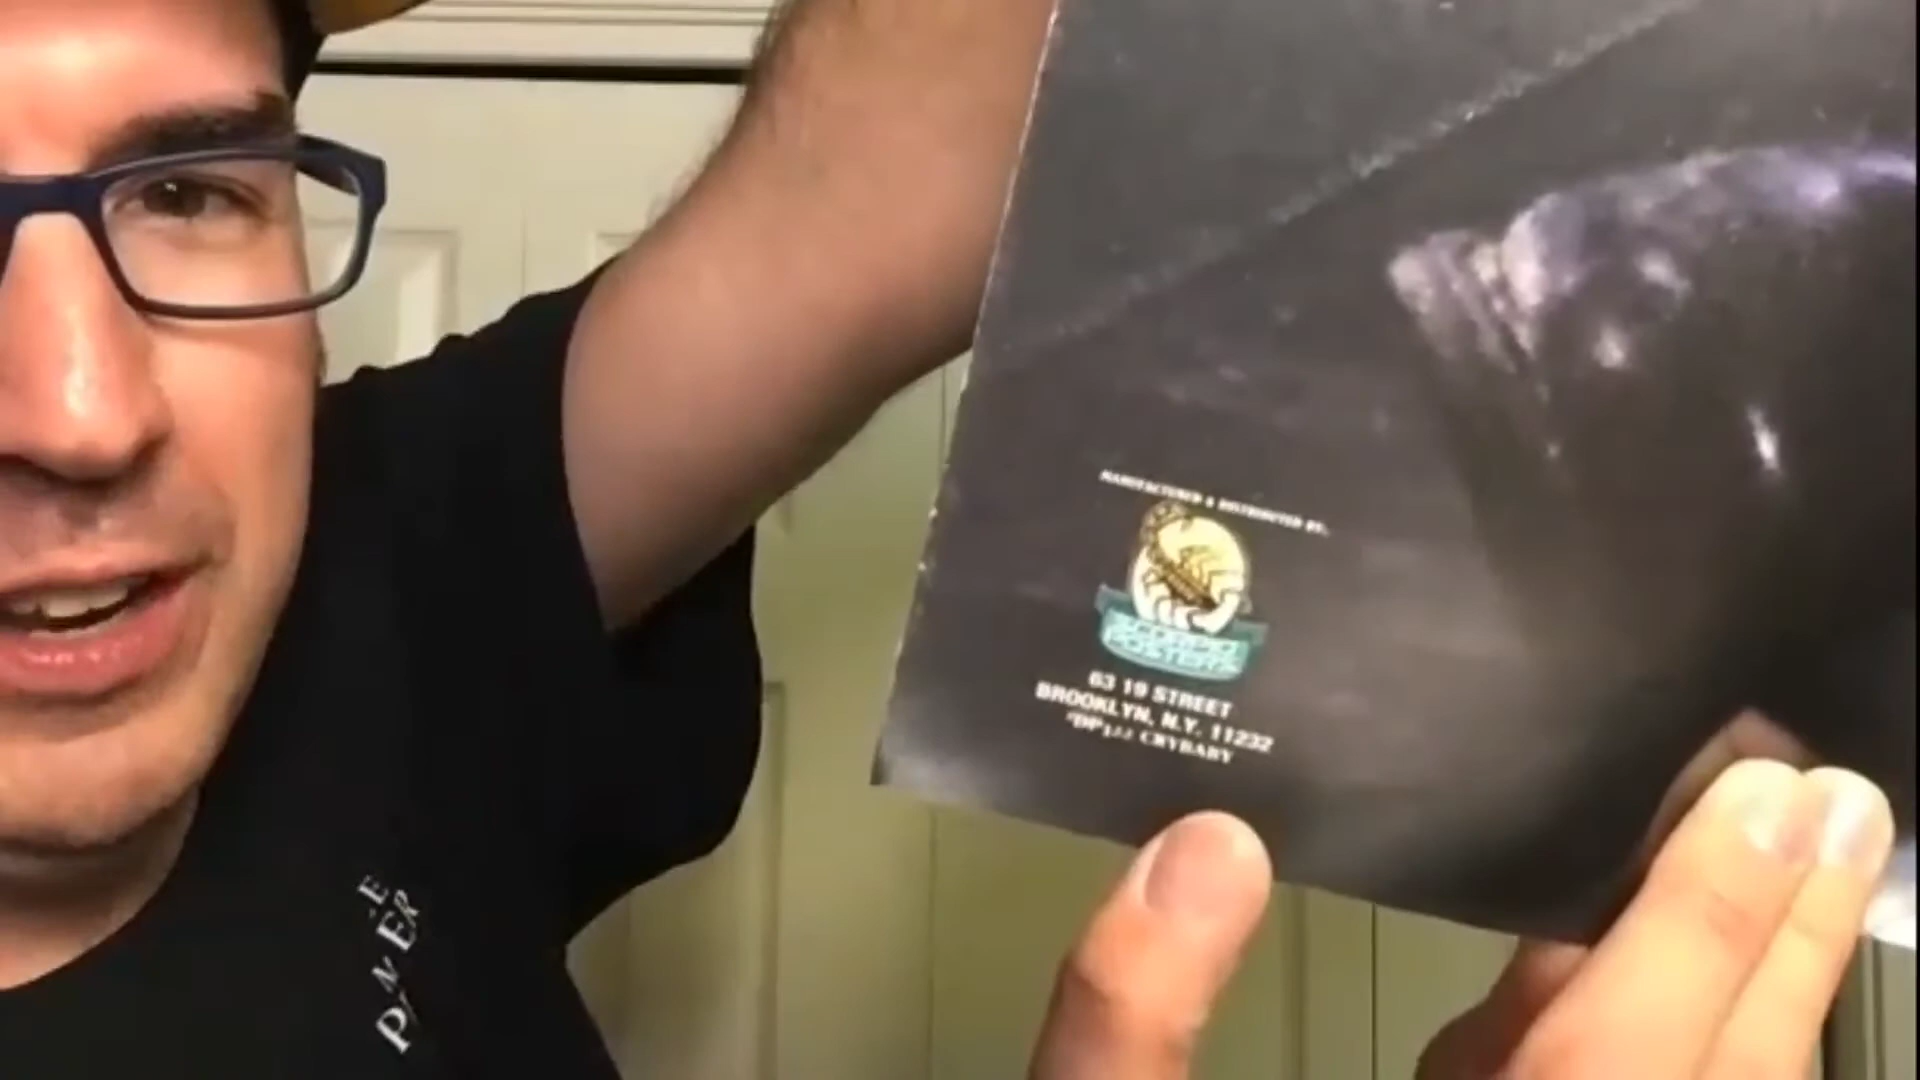 MANUFACTURED & DISTRIBUTED BY:
SCORPIO
POSTERS
63 19 STREET
BROOKLYN, N.Y. 11232
CRYBABY